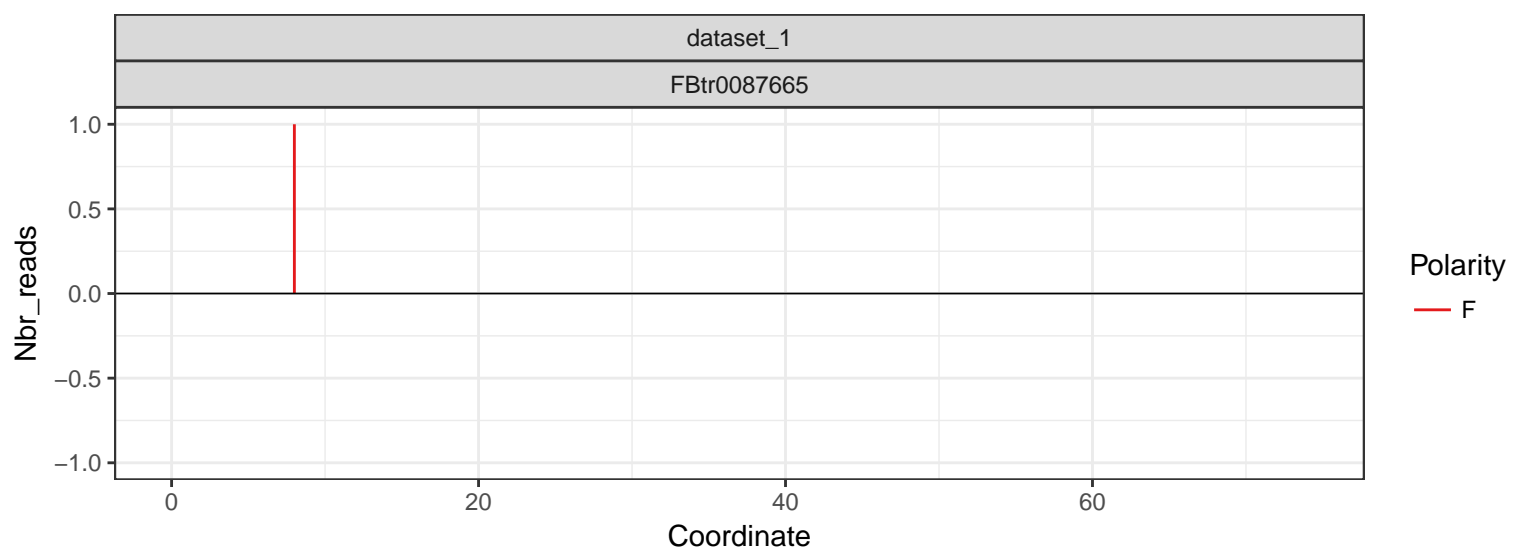 dataset_1
FBtr0087665
1.0
0.5
0.0
−0.5
−1.0
Nbr_reads
0 20 40 60
Coordinate
Polarity
F